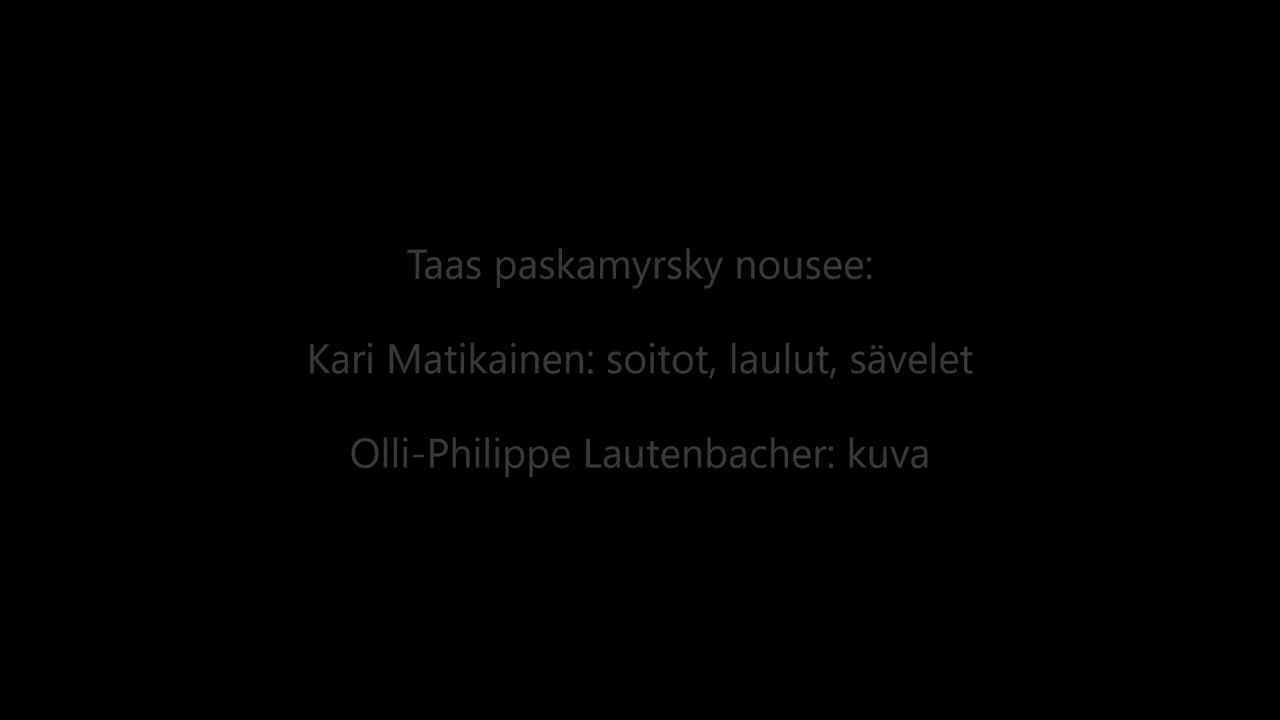 Taas paskamyrsky nousee:
Kari Matikainen: soitot, laulut, sävelet
Olli-Philippe Lautenbacher: kuva